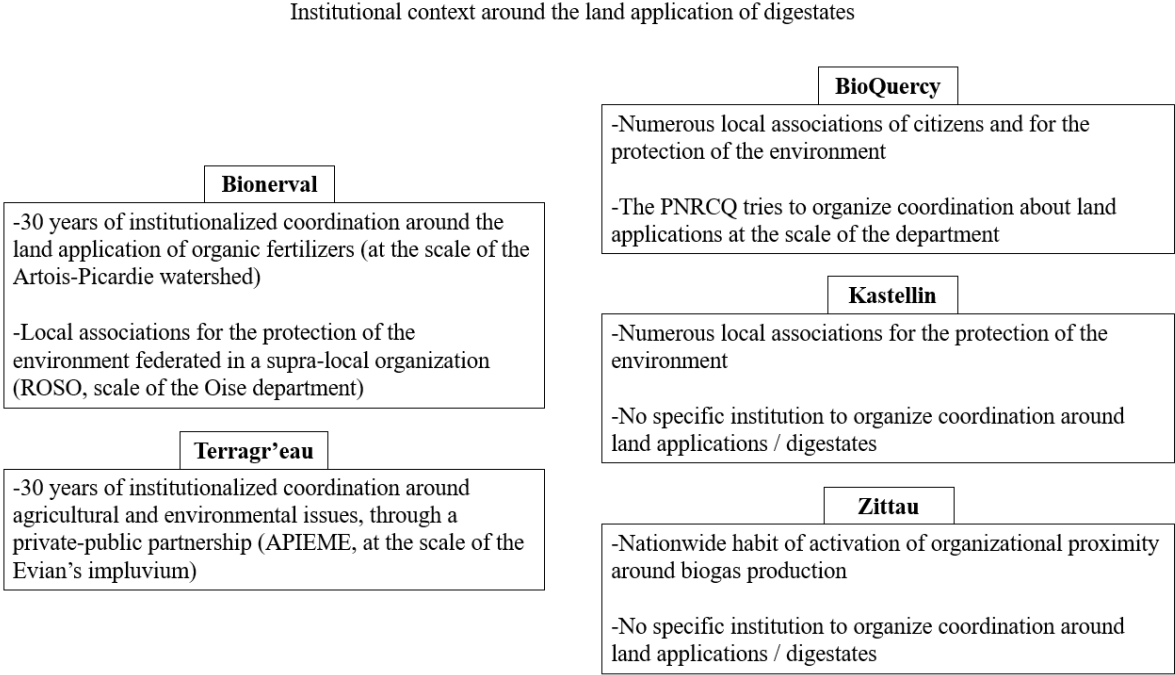 Institutional context around the land application of digestates
Bionerval
-30 years of institutionalized coordination around the
land application of organic fertilizers (at the scale of the
Artois-Picardie watershed)
-Local associations for the protection of the
environment federated in a supra-local organization
(ROSO, scale of the Oise department)
Terragr’eau
-30 years of institutionalized coordination around
agricultural and environmental issues, through a
private-public partnership (APIEME, at the scale of the
Evian’s impluvium)
BioQuercy
-Numerous local associations of citizens and for the
protection of the environment
-The PNRCQ tries to organize coordination about land
applications at the scale of the department
Kastellin
-Numerous local associations for the protection of the
environment
-No specific institution to organize coordination around
land applications / digestates
Zittau
-Nationwide habit of activation of organizational proximity
around biogas production
-No specific institution to organize coordination around
land applications / digestates